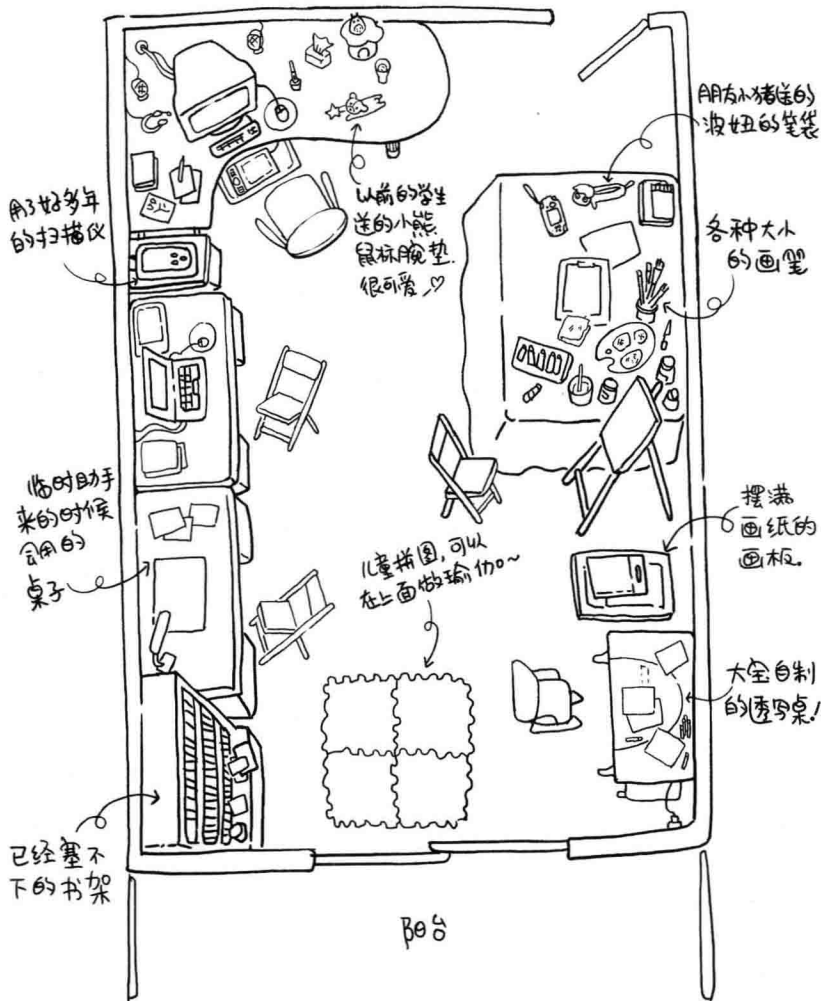 朋友小猪送的
波妞的笔袋
用了好多年
的扫描仪
以前的学生
送的小熊
鼠标腕垫.
很可爱♡
各种大小
的画笔
临时助手
来的时候
会用的
桌子
儿童拼图,可以
在上面做瑜伽。~
摆满
画纸的
画板。
大宝自制
的透写桌!
已经塞不
下的书架
阳台